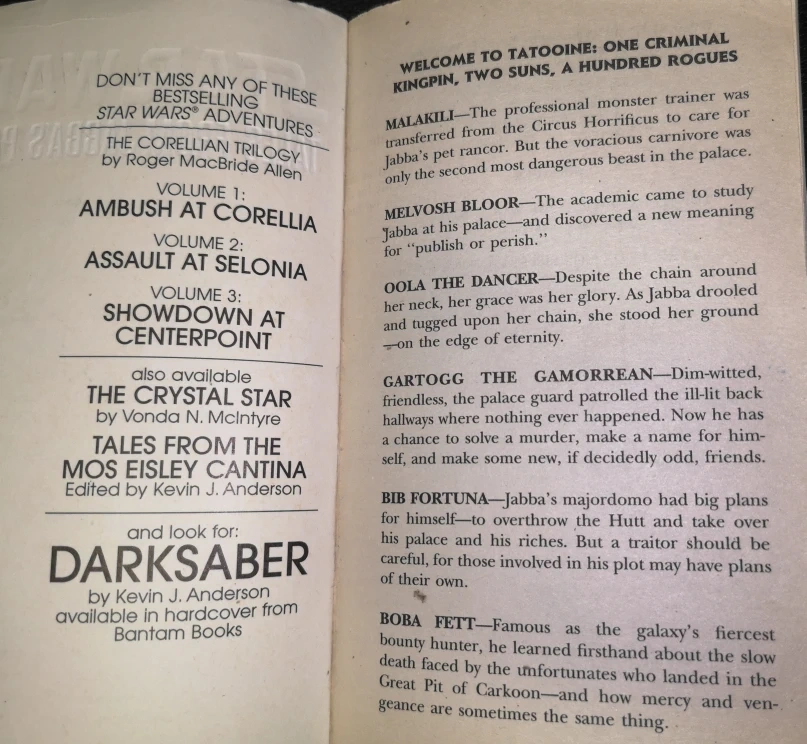 DON'T MISS ANY OF THESE
BESTSELLING
STAR WARS® ADVENTURES
THE CORELLIAN TRILOGY
by Roger MacBride Allen
VOLUME 1:
AMBUSH AT CORELLIA
VOLUME 2:
ASSAULT AT SELONIA
VOLUME 3:
SHOWDOWN AT
CENTERPOINT
also available
THE CRYSTAL STAR
by Vonda N. McIntyre
TALES FROM THE
MOS EISLEY CANTINA
Edited by Kevin J. Anderson
and look for:
DARKSABER
by Kevin J. Anderson
available in hardcover from
Bantam Books
WELCOME TO TATOOINE: ONE CRIMINAL
KINGPIN, TWO SUNS, A HUNDRED ROGUES
MALAKILI—The professional monster trainer was
transferred from the Circus Horrificus to care for
Jabba's pet rancor. But the voracious carnivore was
only the second most dangerous beast in the palace.
MELVOSH BLOOR—The academic came to study
Jabba at his palace—and discovered a new meaning
for "publish or perish."
OOLA THE DANCER—Despite the chain around
her neck, her grace was her glory. As Jabba drooled
and tugged upon her chain, she stood her ground
—on the edge of eternity.
GARTOGG THE GAMORREAN—Dim-witted,
friendless, the palace guard patrolled the ill-lit back
hallways where nothing ever happened. Now he has
a chance to solve a murder, make a name for him-
self, and make some new, if decidedly odd, friends.
BIB FORTUNA—Jabba's majordomo had big plans
for himself—to overthrow the Hutt and take over
his palace and his riches. But a traitor should be
careful, for those involved in his plot may have plans
of their own.
BOBA FETT—Famous as the galaxy's fiercest
bounty hunter, he learned firsthand about the slow
death faced by the unfortunates who landed in the
Great Pit of Carkoon—and how mercy and ven-
geance are sometimes the same thing.